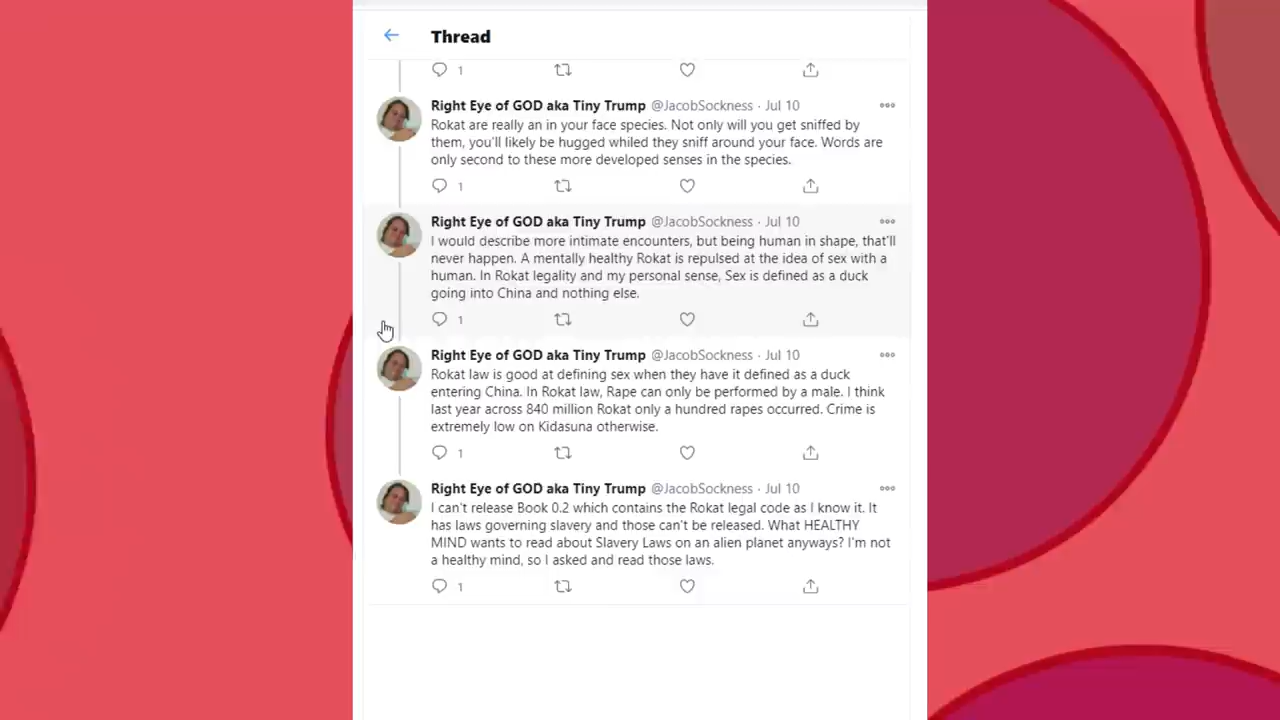 Thread
1
Right Eye of GOD aka Tiny Trump @JacobSockness · Jul 10
Rokat are really an in your face species. Not only will you get sniffed by
them, you'll likely be hugged whiled they sniff around your face. Words are
only second to these more developed senses in the species.
1
Right Eye of GOD aka Tiny Trump @JacobSockness · Jul 10
I would describe more intimate encounters, but being human in shape, that'll
never happen. A mentally healthy Rokat is repulsed at the idea of sex with a
human. In Rokat legality and my personal sense, Sex is defined as a duck
going into China and nothing else.
1
Right Eye of GOD aka Tiny Trump @JacobSockness · Jul 10
Rokat law is good at defining sex when they have it defined as a duck
entering China. In Rokat law, Rape can only be performed by a male. I think
last year across 840 million Rokat only a hundred rapes occurred. Crime is
extremely low on Kidasuna otherwise.
1
Right Eye of GOD aka Tiny Trump @JacobSockness · Jul 10
I can't release Book 0.2 which contains the Rokat legal code as I know it. It
has laws governing slavery and those can't be released. What HEALTHY
MIND wants to read about Slavery Laws on an alien planet anyways? I'm not
a healthy mind, so I asked and read those laws.
1